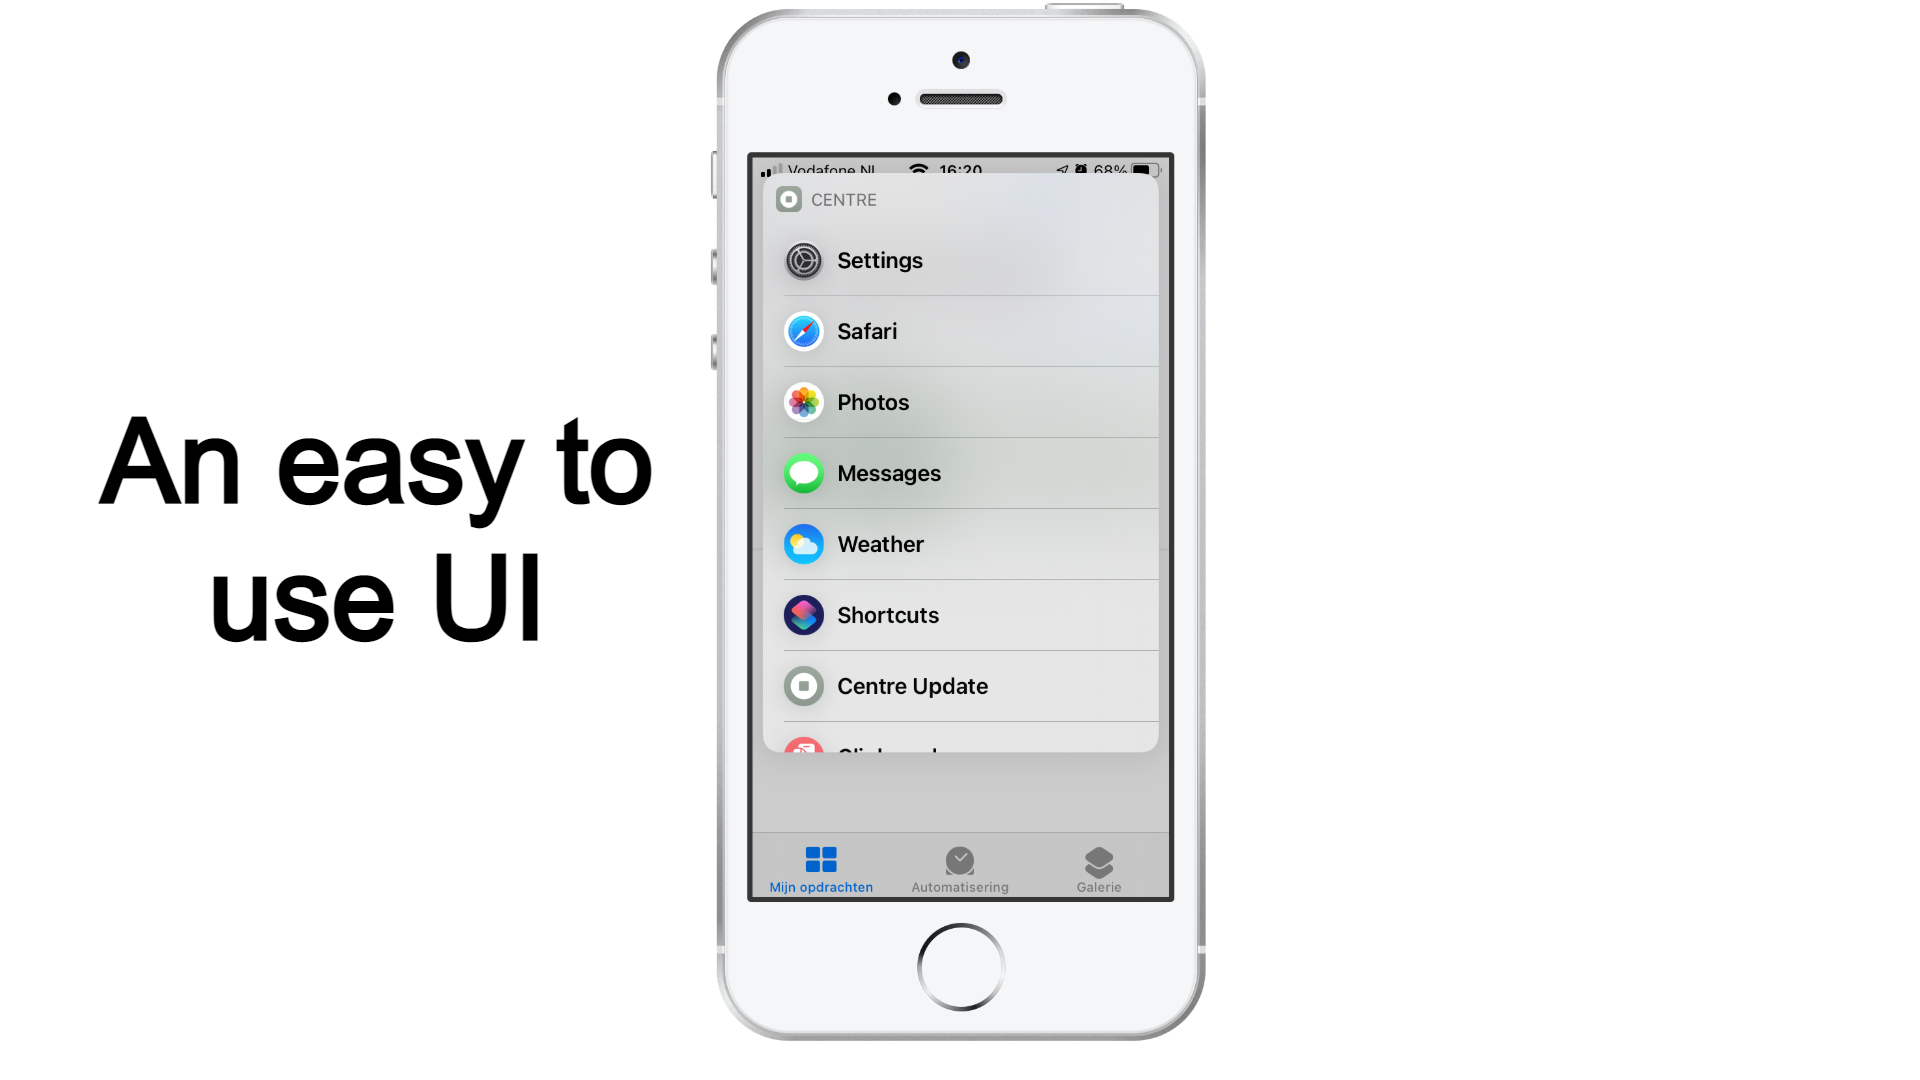 An easy to
use UI
Vodafone NL 16:20 68%
CENTRE
Settings
Safari
Photos
Messages
Weather
Shortcuts
Centre Update
Mijn opdrachten Automatisering Galerie